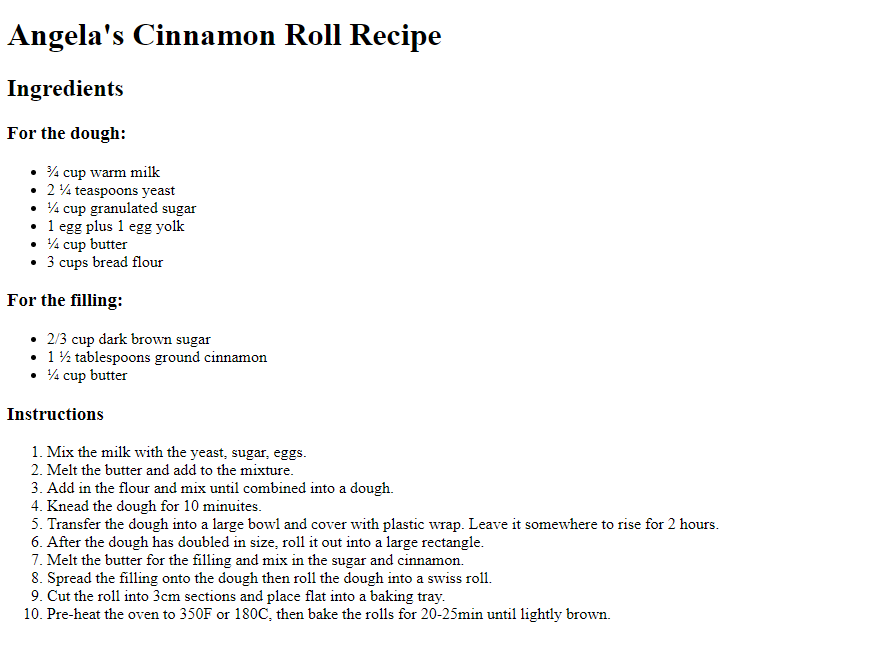 Angela's Cinnamon Roll Recipe
Ingredients
For the dough:
• ¾ cup warm milk
• 2 ¼ teaspoons yeast
• ¼ cup granulated sugar
• 1 egg plus 1 egg yolk
• ¼ cup butter
• 3 cups bread flour
For the filling:
• 2/3 cup dark brown sugar
• 1 ½ tablespoons ground cinnamon
• ¼ cup butter
Instructions
1. Mix the milk with the yeast, sugar, eggs.
2. Melt the butter and add to the mixture.
3. Add in the flour and mix until combined into a dough.
4. Knead the dough for 10 minuites.
5. Transfer the dough into a large bowl and cover with plastic wrap. Leave it somewhere to rise for 2 hours.
6. After the dough has doubled in size, roll it out into a large rectangle.
7. Melt the butter for the filling and mix in the sugar and cinnamon.
8. Spread the filling onto the dough then roll the dough into a swiss roll.
9. Cut the roll into 3cm sections and place flat into a baking tray.
10. Pre-heat the oven to 350F or 180C, then bake the rolls for 20-25min until lightly brown.